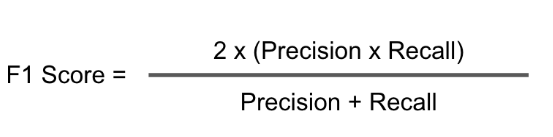 2 x (Precision x Recall)
F1 Score =
Precision + Recall